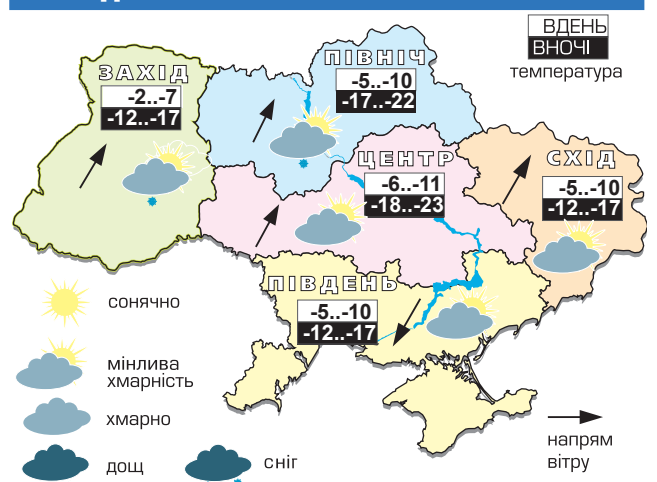 ВДЕНЬ
ВНОЧІ
температура
ПІВНІЧ
-5..-10
-17..-22
ЗАХІД
-2..-7
-12..-17
ЦЕНТР
-6..-11
-18..-23
СХІД
-5..-10
-12..-17
ПІВДЕНЬ
-5..-10
-12..-17
сонячно
мінлива
хмарність
хмарно
дощ
сніг
напрям
вітру